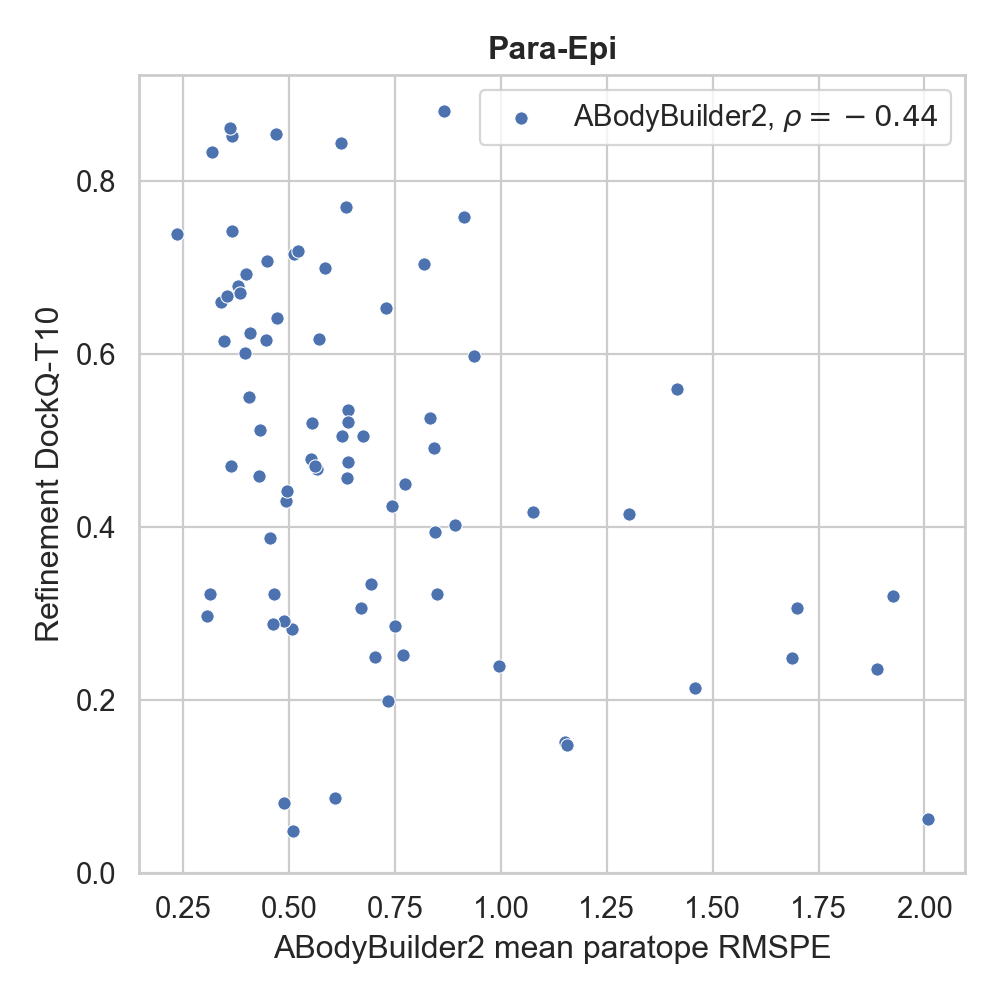 Para-Epi
ABodyBuilder2, ρ = − 0.44
Refinement DockQ-T10
0.8
0.6
0.4
0.2
0.0
0.25 0.50 0.75 1.00 1.25 1.50 1.75 2.00
ABodyBuilder2 mean paratope RMSPE